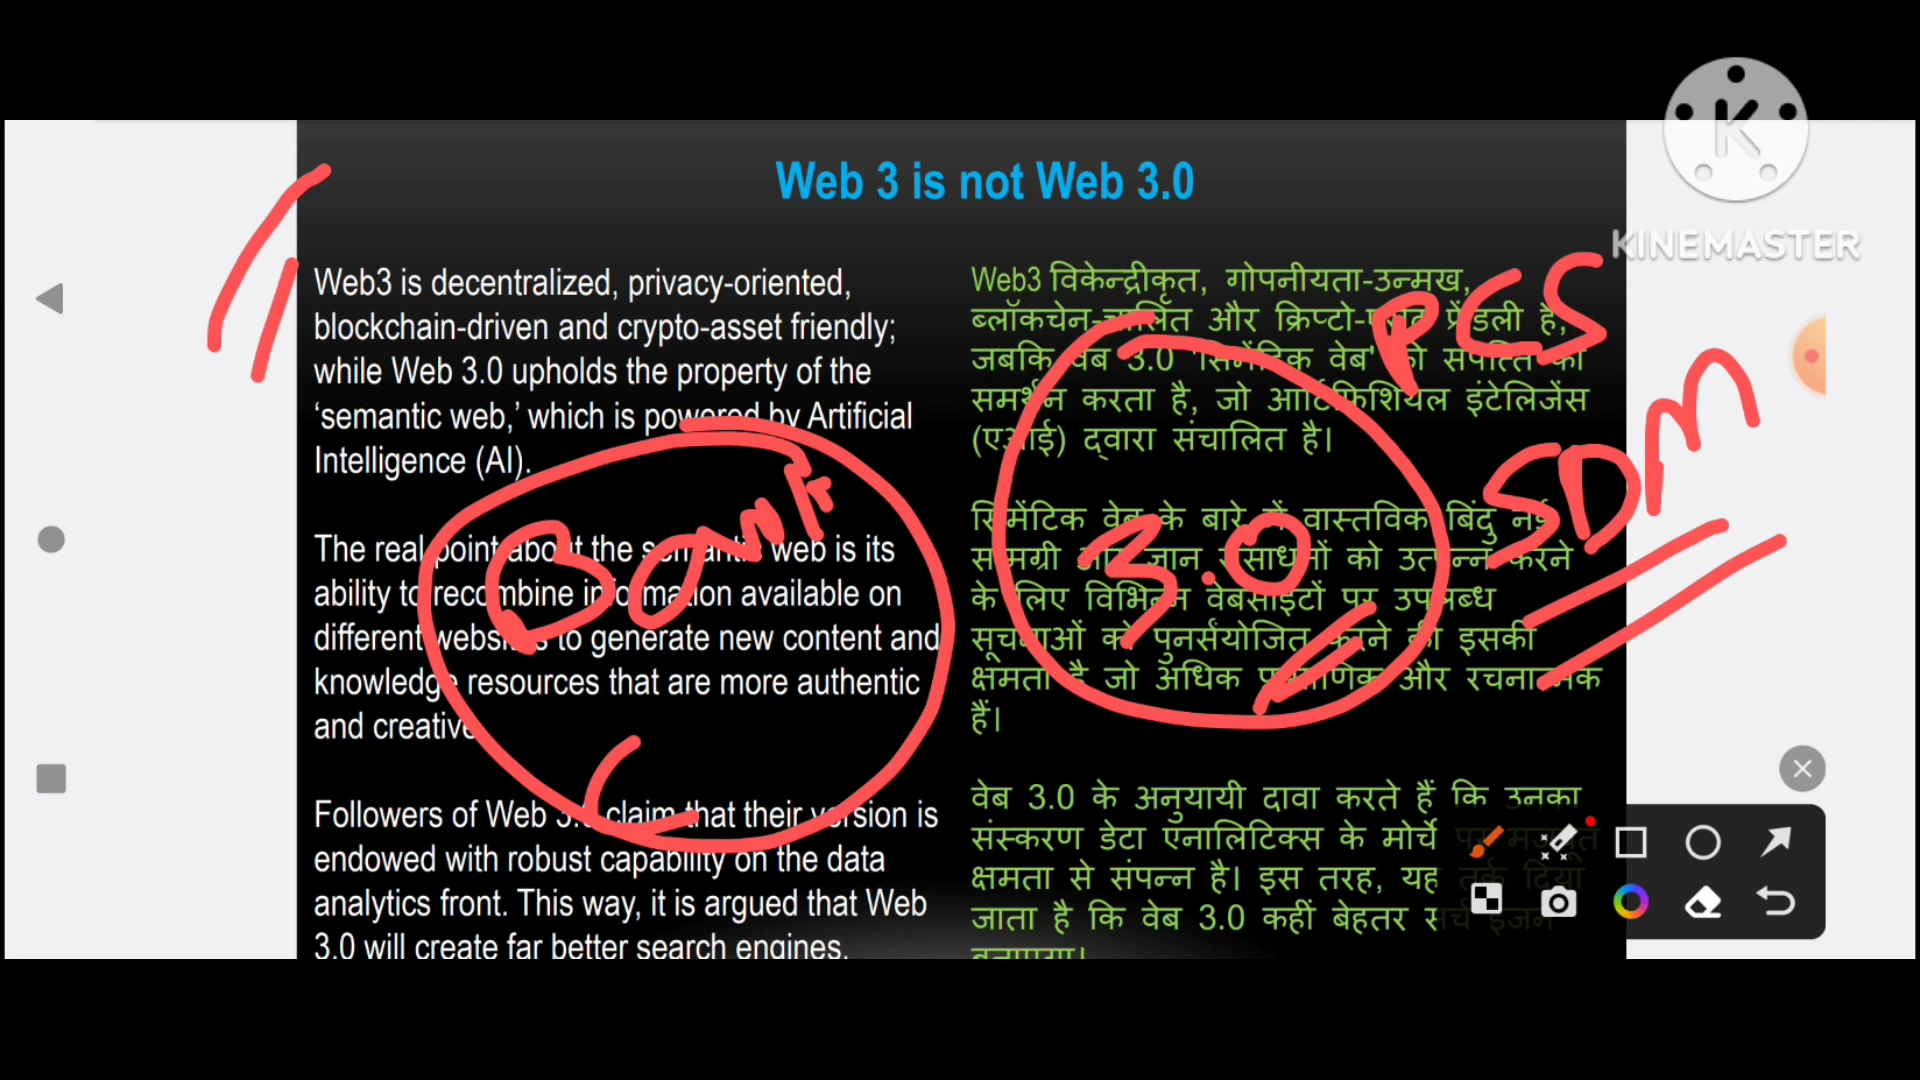 KINEMASTER
Web 3 is not Web 3.0
Web3 is decentralized, privacy-oriented,
blockchain-driven and crypto-asset friendly;
while Web 3.0 upholds the property of the
‘semantic web,’ which is powered by Artificial
Intelligence (AI).
The real point about the semantic web is its
ability to recombine information available on
different websites to generate new content and
knowledge resources that are more authentic
and creative
Followers of Web 3.0 claim that their version is
endowed with robust capability on the data
analytics front. This way, it is argued that Web
3.0 will create far better search engines.
Web3 विकेन्द्रीकृत, गोपनीयता-उन्मुख,
ब्लॉकचेन-चालित और क्रिप्टो- फ्रेंडली है,
जबकि वेब 3.0 'सिमेंटिक वेब' की संपत्ति का
समर्थन करता है, जो आर्टिफिशियल इंटेलिजेंस
(एआई) द्वारा संचालित है।
सिमेंटिक वेब के बारे में वास्तविक बिंदु नई
सामग्री और ज्ञान संसाधनों को उत्पन्न करने
के लिए विभिन्न वेबसाइटों पर उपलब्ध
सूचनाओं को पुनर्संयोजित करने की इसकी
क्षमता है जो अधिक प्रामाणिक और रचनात्मक
हैं।
वेब 3.0 के अनुयायी दावा करते हैं कि उनका
संस्करण डेटा एनालिटिक्स के मोर्चे पर मजबूत
क्षमता से संपन्न है। इस तरह, यह तर्क दिया
जाता है कि वेब 3.0 कहीं बेहतर सर्च इंजन
बनाएगा।
PCS
SDM
3.0